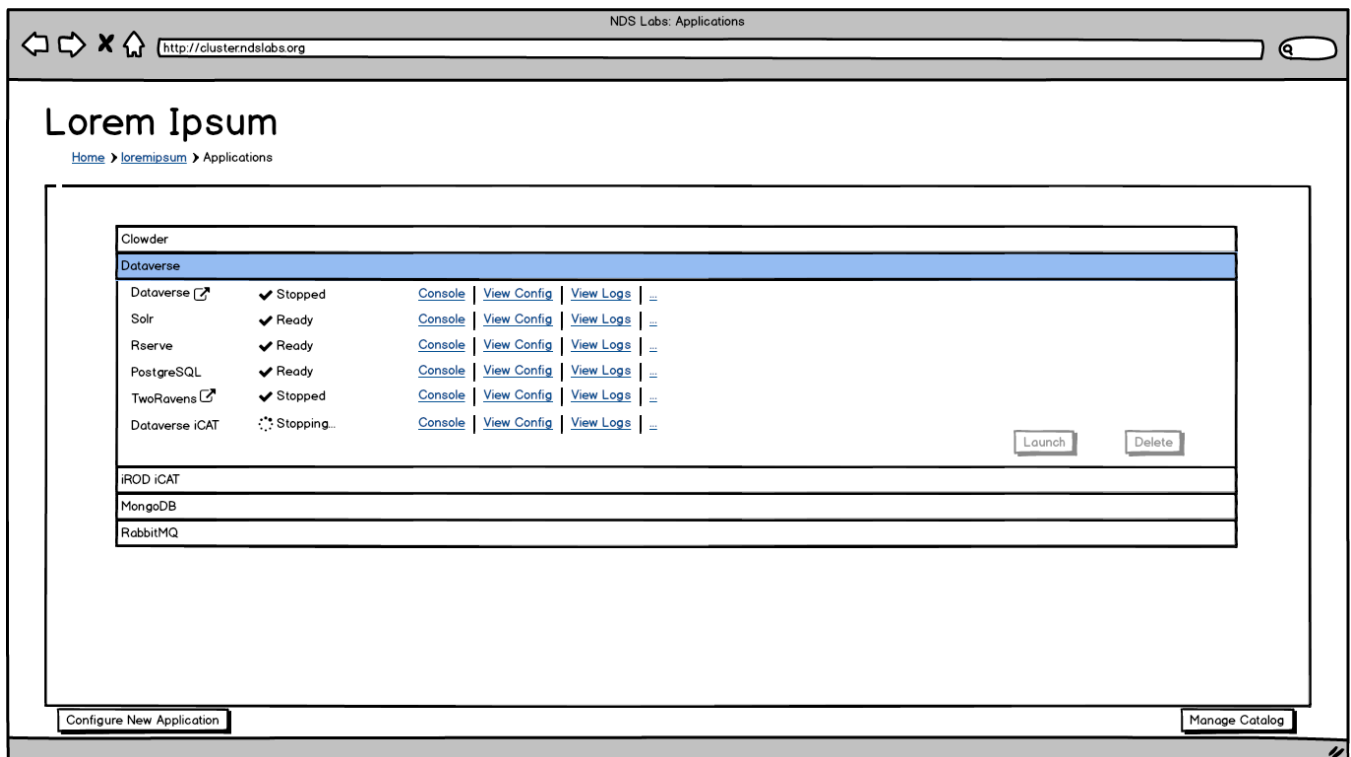 NDS Labs: Applications
http://cluster.ndslabs.org
Lorem Ipsum
Home > loremipsum > Applications
Clowder
Dataverse
Dataverse Stopped Console | View Config | View Logs | ...
Solr Ready Console | View Config | View Logs | ...
Rserve Ready Console | View Config | View Logs | ...
PostgreSQL Ready Console | View Config | View Logs | ...
TwoRavens Stopped Console | View Config | View Logs | ...
Dataverse iCAT Stopping... Console | View Config | View Logs | ...
Launch Delete
iROD iCAT
MongoDB
RabbitMQ
Configure New Application Manage Catalog